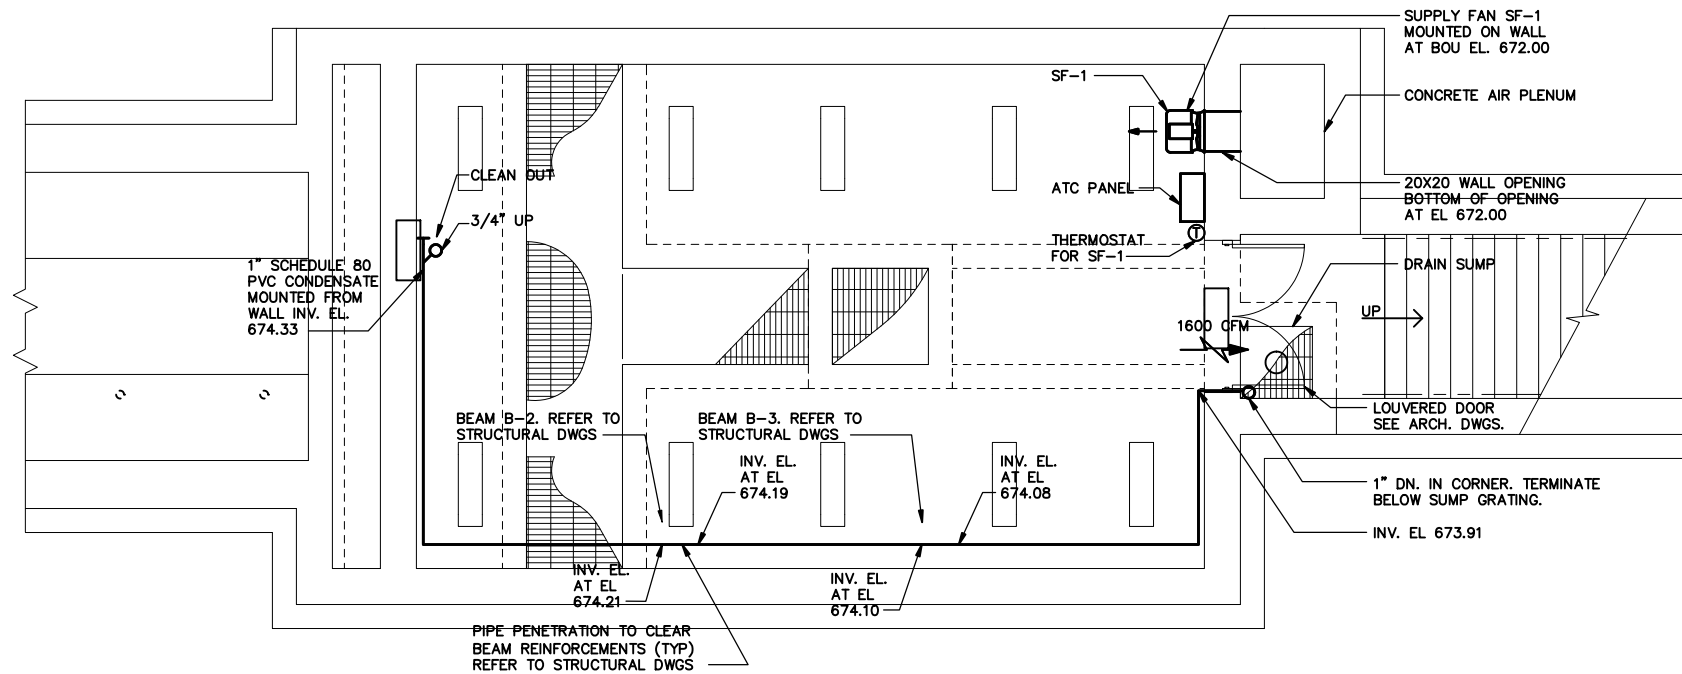 SUPPLY FAN SF-1
MOUNTED ON WALL
AT BOU EL. 672.00
SF-1
CONCRETE AIR PLENUM
CLEAN OUT
ATC PANEL
20X20 WALL OPENING
BOTTOM OF OPENING
AT EL 672.00
3/4" UP
T
THERMOSTAT
FOR SF-1
1" SCHEDULE 80
PVC CONDENSATE
MOUNTED FROM
WALL INV. EL.
674.33
DRAIN SUMP
UP
1600 CFM
BEAM B-2. REFER TO
STRUCTURAL DWGS
BEAM B-3. REFER TO
STRUCTURAL DWGS
LOUVERED DOOR
SEE ARCH. DWGS.
INV. EL.
AT EL
674.19
INV. EL.
AT EL
674.08
1" DN. IN CORNER. TERMINATE
BELOW SUMP GRATING.
INV. EL 673.91
INV. EL.
AT EL
674.21
INV. EL.
AT EL
674.10
PIPE PENETRATION TO CLEAR
BEAM REINFORCEMENTS (TYP)
REFER TO STRUCTURAL DWGS